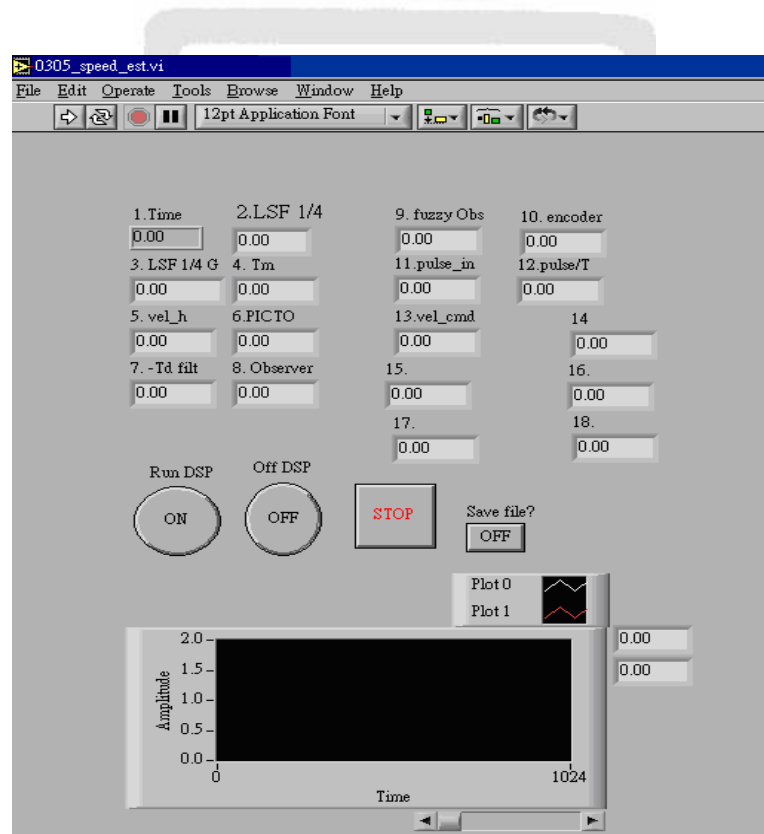 0305_speed_est.vi
File Edit Operate Tools Browse Window Help
12pt Application Font
1.Time 2.LSF 1/4 9. fuzzy Obs 10. encoder
0.00 0.00 0.00 0.00
3. LSF 1/4 G 4. Tm 11.pulse_in 12.pulse/T
0.00 0.00 0.00 0.00
5. vel_h 6.PICTO 13.vel_cmd 14
0.00 0.00 0.00 0.00
7. -Td filt 8. Observer 15. 16.
0.00 0.00 0.00 0.00
17. 18.
0.00 0.00
Run DSP Off DSP
ON OFF STOP Save file?
OFF
Plot 0
Plot 1
2.0 0.00
1.5 0.00
Amplitude
1.0
0.5
0.0
0 1024
Time